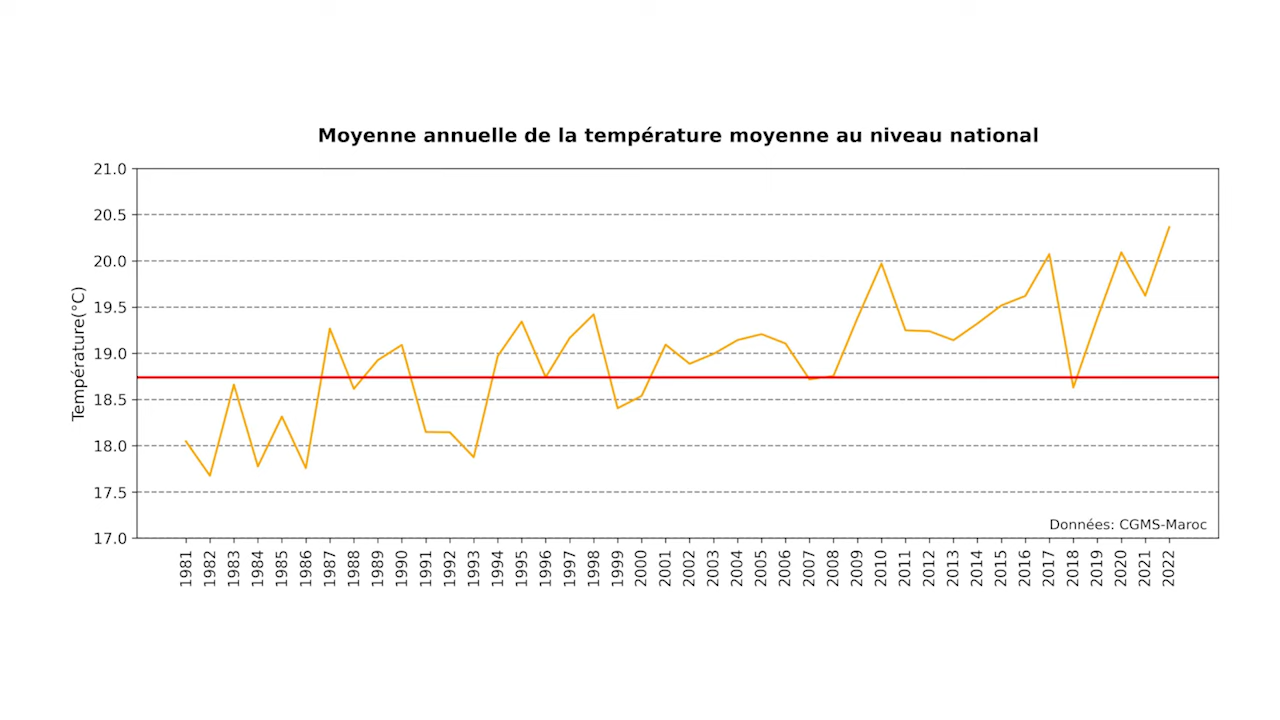 Moyenne annuelle de la température moyenne au niveau national
21.0
20.5
20.0
19.5
19.0
18.5
18.0
17.5
17.0
Température(°C)
Données: CGMS-Maroc
1981 1982 1983 1984 1985 1986 1987 1988 1989 1990 1991 1992 1993 1994 1995 1996 1997 1998 1999 2000 2001 2002 2003 2004 2005 2006 2007 2008 2009 2010 2011 2012 2013 2014 2015 2016 2017 2018 2019 2020 2021 2022